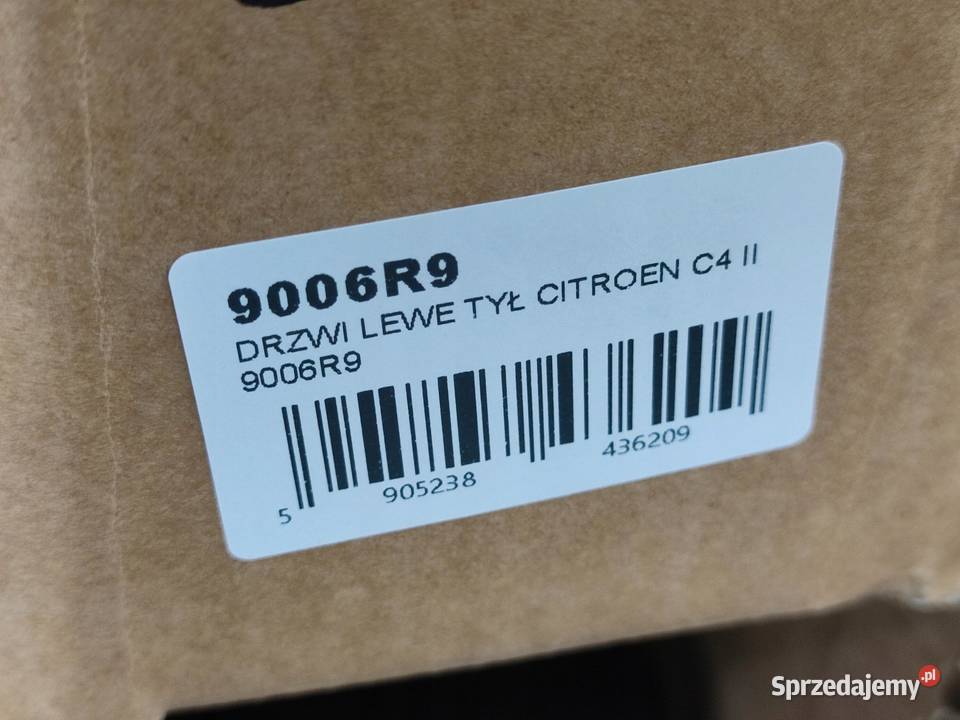 9006R9
DRZWI LEWE TYŁ CITROEN C4 II
9006R9
5 905238 436209
Sprzedajemy.pl